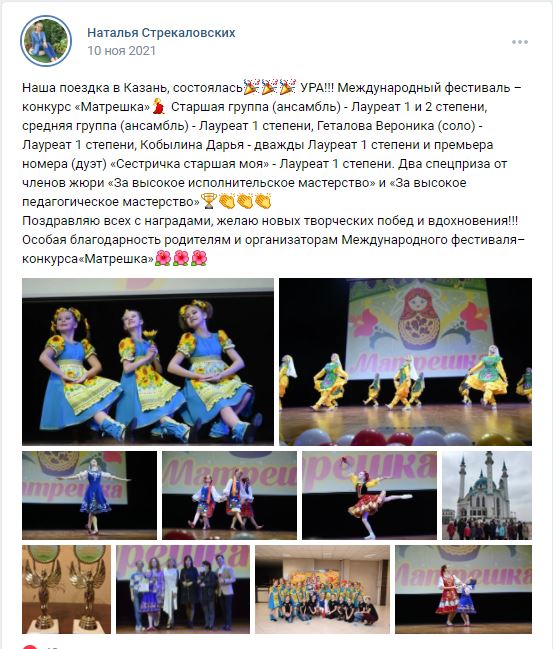 Наталья Стрекаловских
10 ноя 2021
Наша поездка в Казань, состоялась🎉🎉🎉 УРА!!! Международный фестиваль –
конкурс «Матрешка»💃 Старшая группа (ансамбль) - Лауреат 1 и 2 степени,
средняя группа (ансамбль) - Лауреат 1 степени, Геталова Вероника (соло) -
Лауреат 1 степени, Кобылина Дарья - дважды Лауреат 1 степени и премьера
номера (дуэт) «Сестричка старшая моя» - Лауреат 1 степени. Два спецприза от
членов жюри «За высокое исполнительское мастерство» и «За высокое
педагогическое мастерство»🏆👏👏👏
Поздравляю всех с наградами, желаю новых творческих побед и вдохновения!!!
Особая благодарность родителям и организаторам Международного фестиваля–
конкурса«Матрешка»🌺🌺🌺
Матрешка
трешка
Матрешка
решка
решка
Матрешка